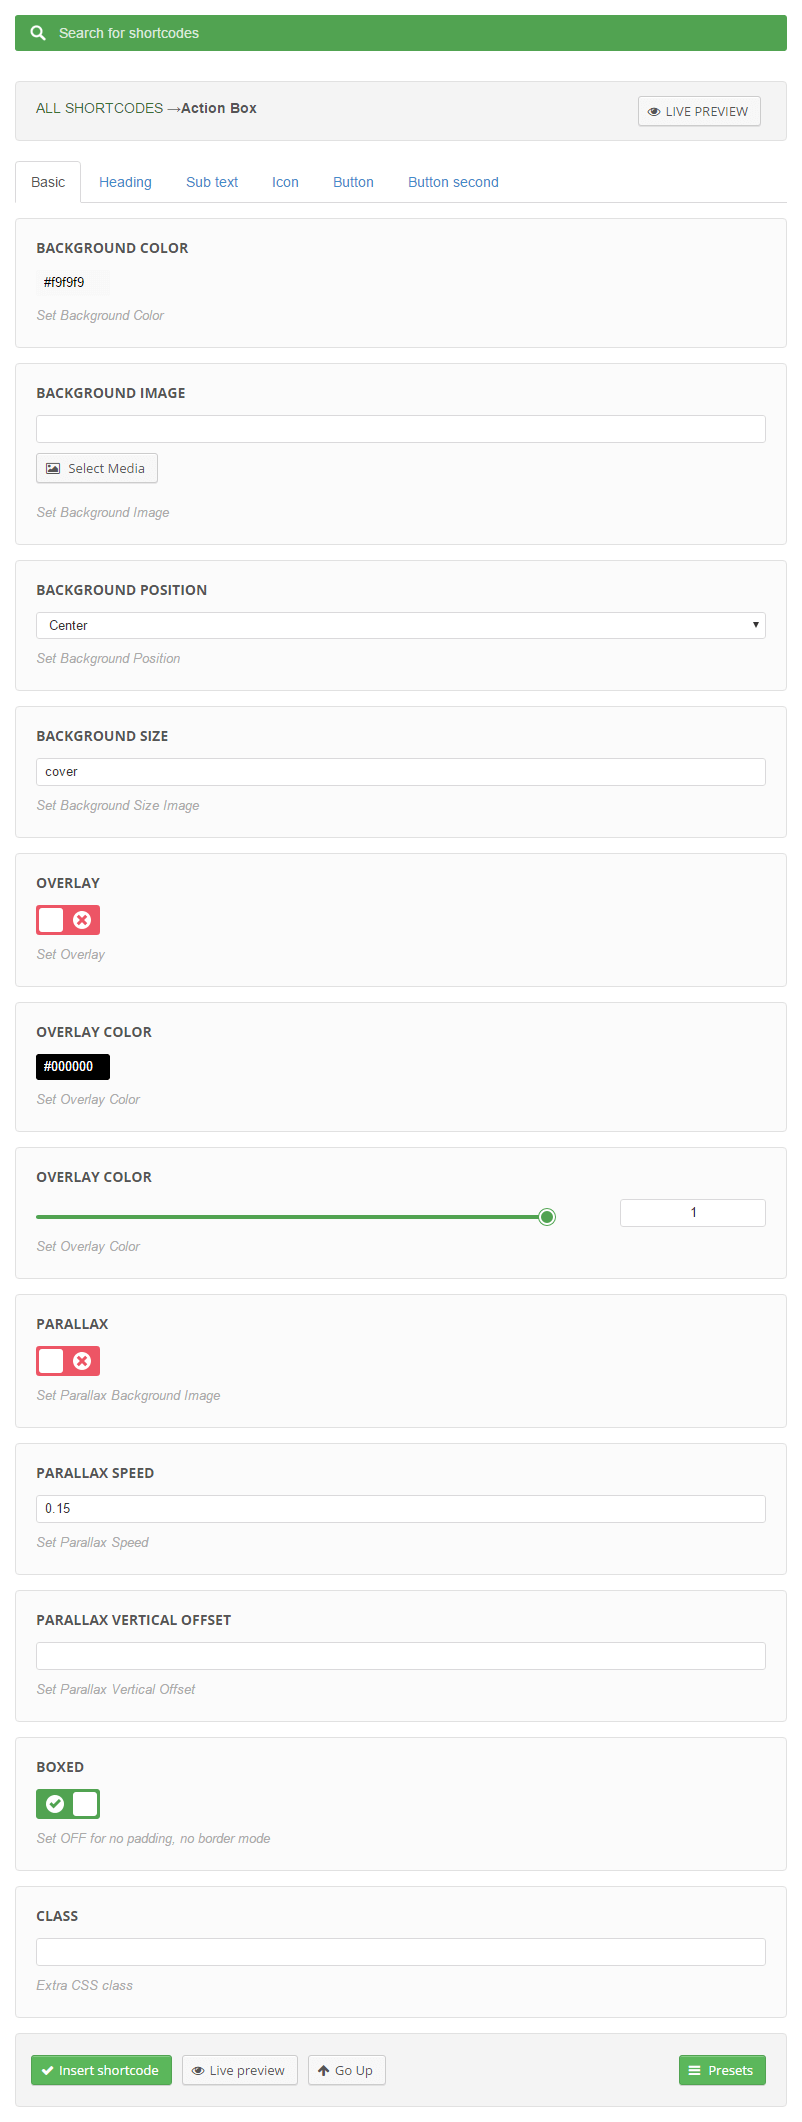 Search for shortcodes
ALL SHORTCODES →Action Box
LIVE PREVIEW
Basic Heading Sub text Icon Button Button second
BACKGROUND COLOR
#f9f9f9
Set Background Color
BACKGROUND IMAGE
Select Media
Set Background Image
BACKGROUND POSITION
Center
Set Background Position
BACKGROUND SIZE
cover
Set Background Size Image
OVERLAY
Set Overlay
OVERLAY COLOR
#000000
Set Overlay Color
OVERLAY COLOR
1
Set Overlay Color
PARALLAX
Set Parallax Background Image
PARALLAX SPEED
0.15
Set Parallax Speed
PARALLAX VERTICAL OFFSET
Set Parallax Vertical Offset
BOXED
Set OFF for no padding, no border mode
CLASS
Extra CSS class
Insert shortcode Live preview Go Up Presets